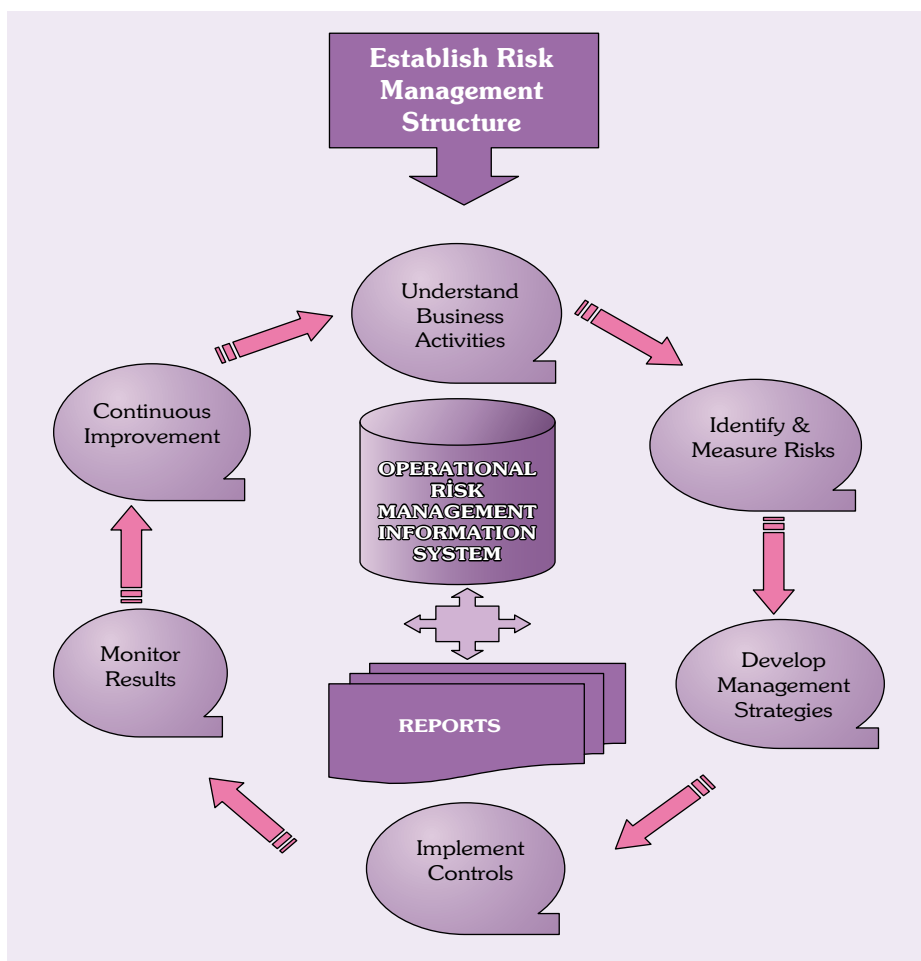 Establish Risk
Management
Structure
Understand
Business
Activities
Identify &
Measure Risks
Develop
Management
Strategies
Implement
Controls
Monitor
Results
Continuous
Improvement
OPERATIONAL
RİSK
MANAGEMENT
INFORMATION
SYSTEM
REPORTS